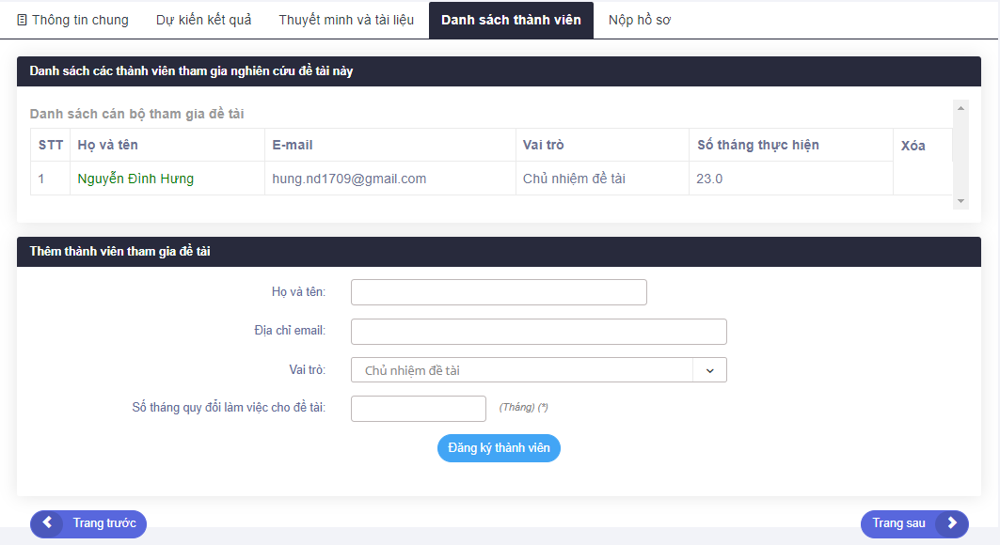 Thông tin chung Dự kiến kết quả Thuyết minh và tài liệu Danh sách thành viên Nộp hồ sơ
Danh sách các thành viên tham gia nghiên cứu đề tài này
Danh sách cán bộ tham gia đề tài
STT Họ và tên E-mail Vai trò Số tháng thực hiện Xóa
1 Nguyễn Đình Hưng hung.nd1709@gmail.com Chủ nhiệm đề tài 23.0
Thêm thành viên tham gia đề tài
Họ và tên:
Địa chỉ email:
Vai trò: Chủ nhiệm đề tài
Số tháng quy đổi làm việc cho đề tài: (Tháng) (*)
Đăng ký thành viên
Trang trước Trang sau